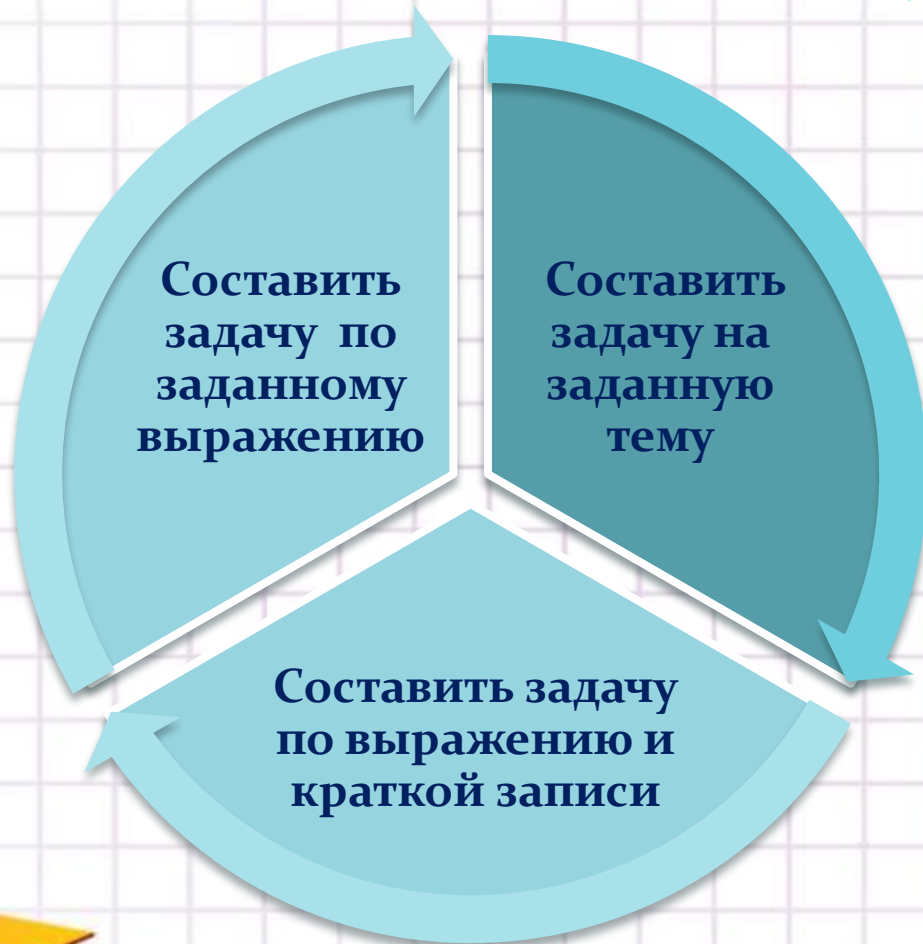 Составить
задачу по
заданному
выражению
Составить
задачу на
заданную
тему
Составить задачу
по выражению и
краткой записи